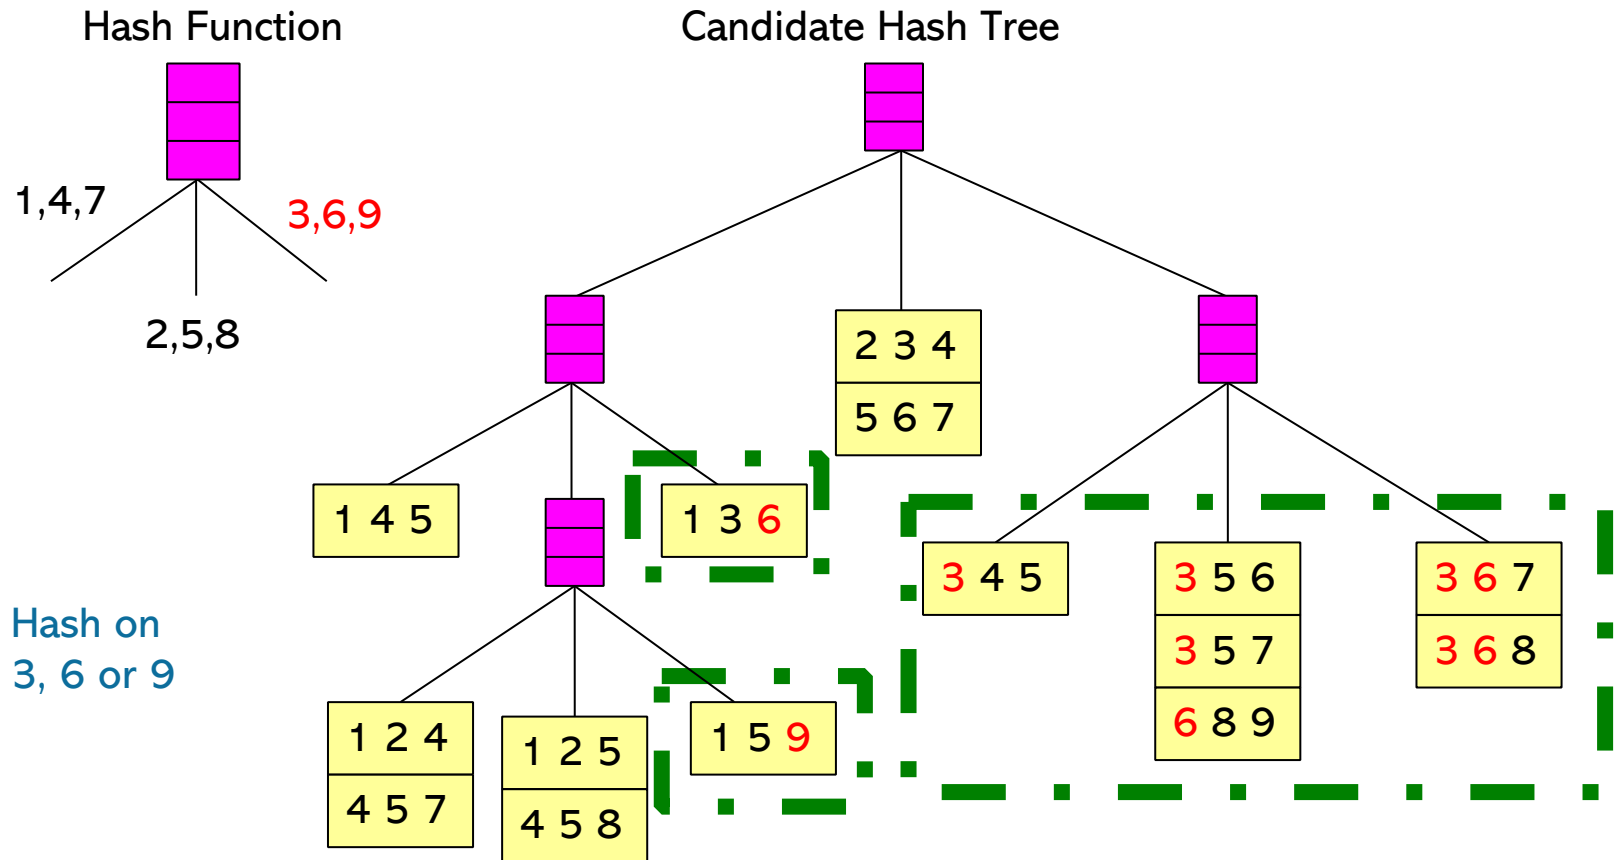 Hash Function
Candidate Hash Tree
1,4,7
3,6,9
2,5,8
2 3 4
5 6 7
1 4 5
1 3 6
3 4 5
3 5 6
3 5 7
6 8 9
3 6 7
3 6 8
Hash on
3, 6 or 9
1 2 4
4 5 7
1 2 5
4 5 8
1 5 9